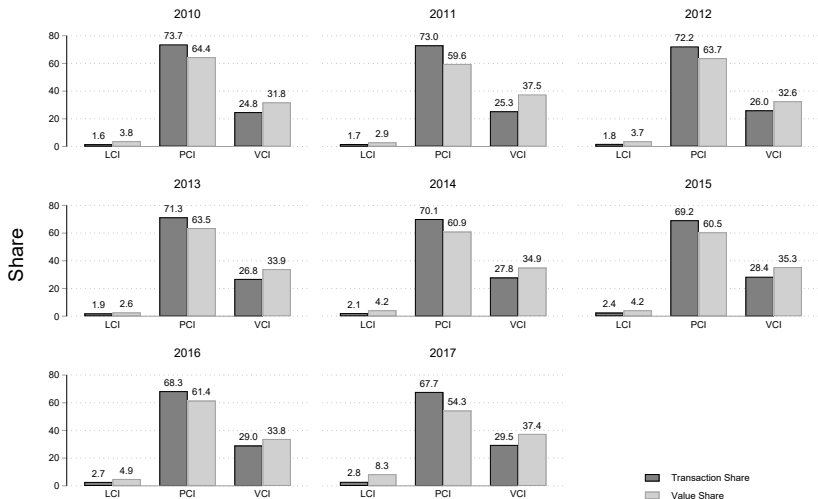 2010 2011 2012
80 73.7 73.0 72.2
64.4 59.6 63.7
60
40 31.8 37.5 32.6
24.8 25.3 26.0
20
1.6 3.8 1.7 2.9 1.8 3.7
0
LCI PCI VCI LCI PCI VCI LCI PCI VCI
2013 2014 2015
80 71.3 70.1 69.2
63.5 60.9 60.5
60
40 33.9 34.9 35.3
26.8 27.8 28.4
20
1.9 2.6 2.1 4.2 2.4 4.2
0
LCI PCI VCI LCI PCI VCI LCI PCI VCI
Share
2016 2017
80 68.3 67.7
61.4 54.3
60
40 33.8 37.4
29.0 29.5
20
2.7 4.9 2.8 8.3
0
LCI PCI VCI LCI PCI VCI
Transaction Share
Value Share